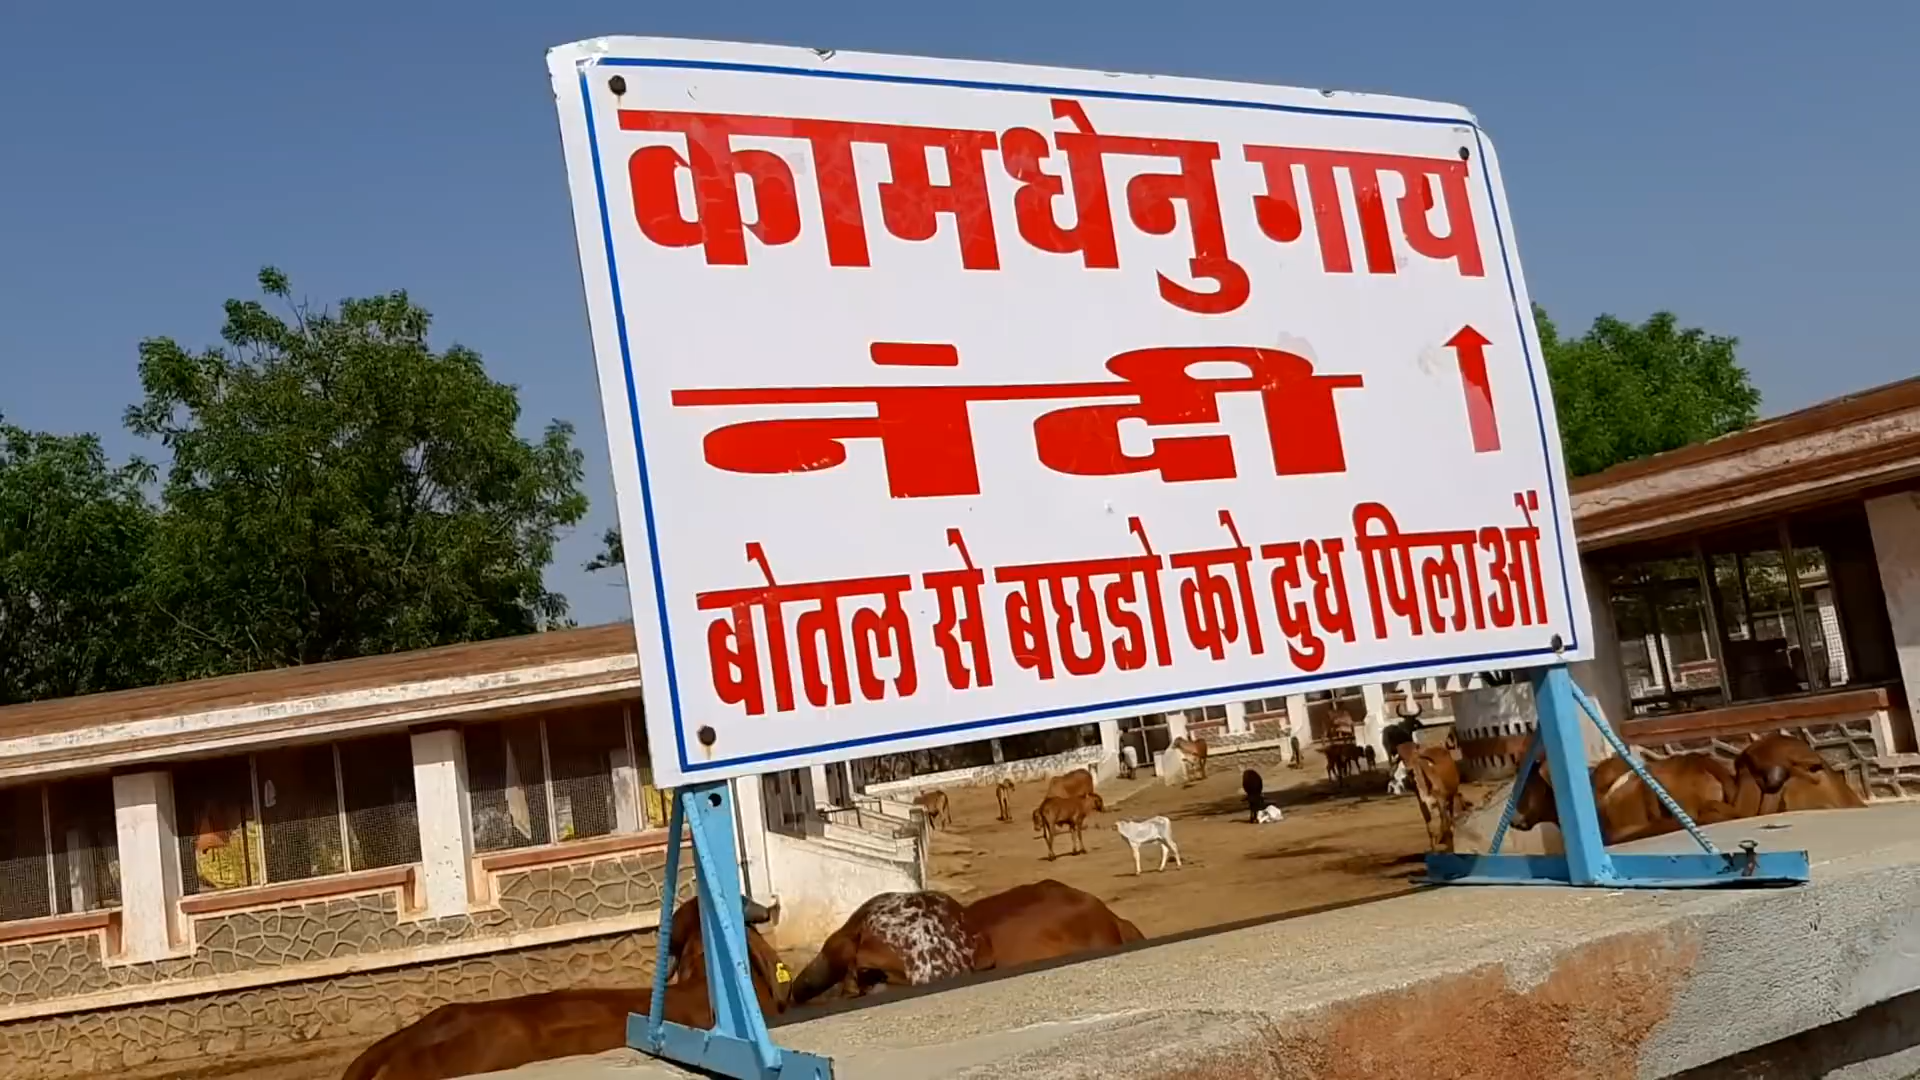 कामधेनु गाय
नंदी ↑
बोतल से बछडो को दुध पिलाओं